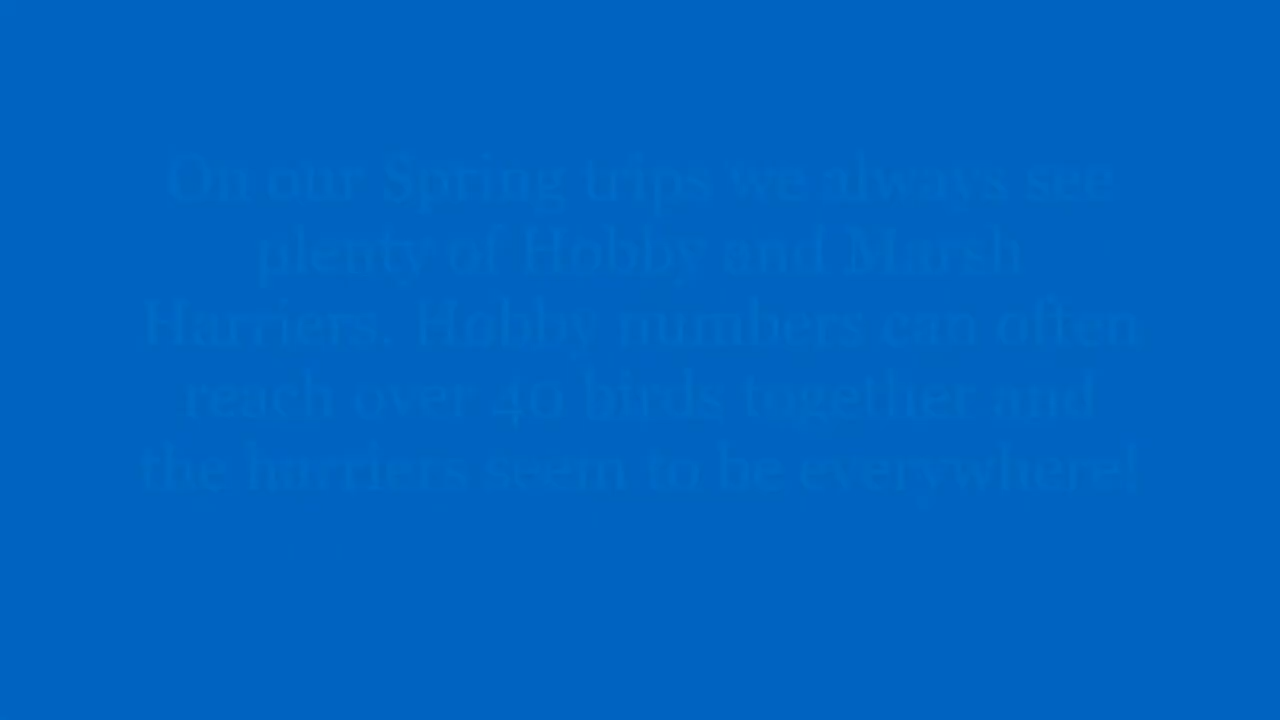 On our Spring trips we always see
plenty of Hobby and Marsh
Harriers. Hobby numbers can often
reach over 40 birds together and
the harriers seem to be everywhere!